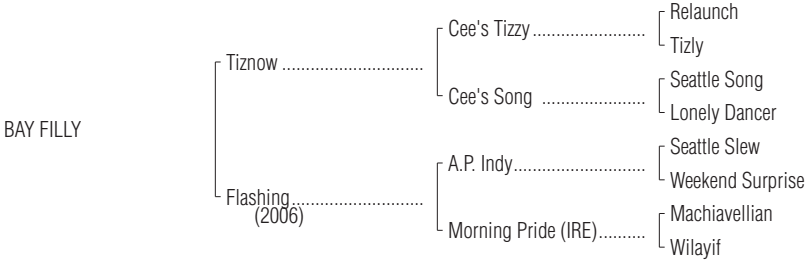 Relaunch
Cee's Tizzy........................
Tizly
Tiznow ..............................
Seattle Song
Cee's Song ......................
Lonely Dancer
BAY FILLY
Seattle Slew
A.P. Indy............................
Weekend Surprise
Flashing............................
(2006)
Machiavellian
Morning Pride (IRE)..........
Wilayif